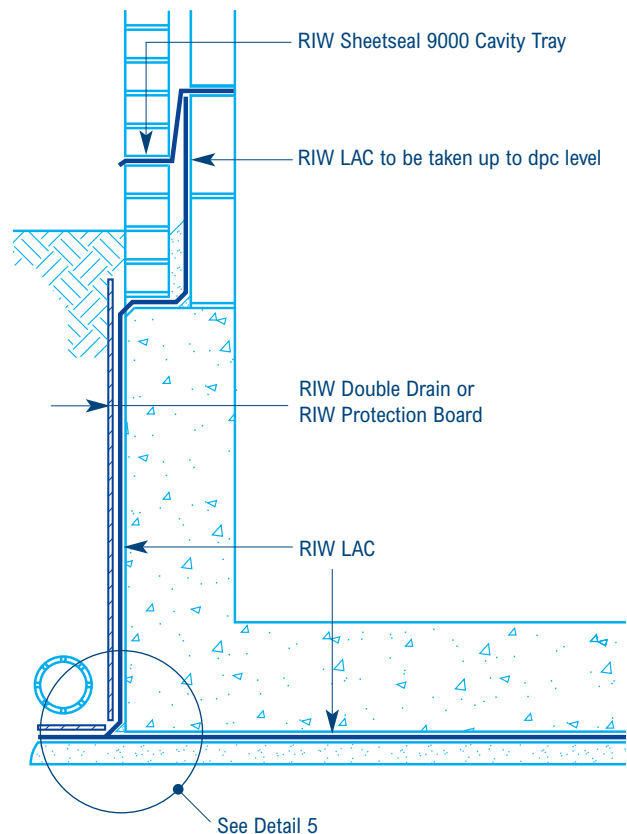 RIW Sheetseal 9000 Cavity Tray
RIW LAC to be taken up to dpc level
RIW Double Drain or
RIW Protection Board
RIW LAC
See Detail 5